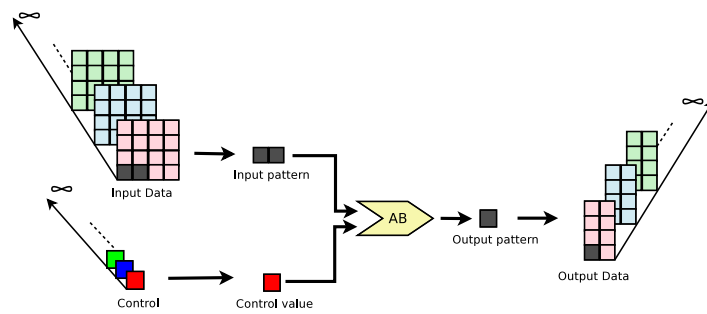 ∞
∞
Input Data
Input pattern
∞
AB
Output pattern
Output Data
Control
Control value